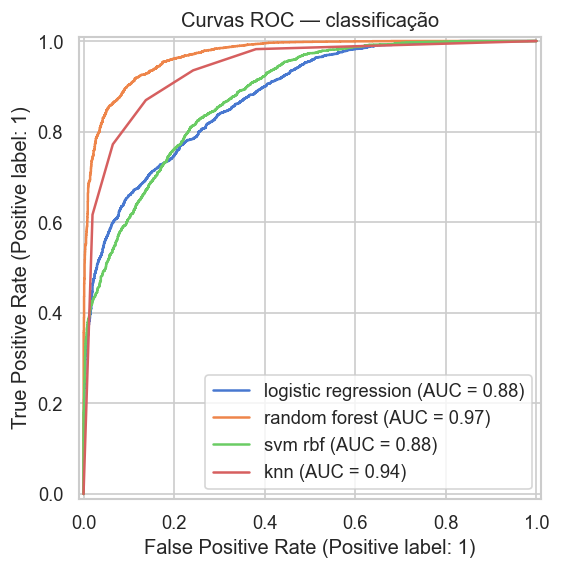 Curvas ROC — classificação
True Positive Rate (Positive label: 1)
1.0
0.8
0.6
0.4
0.2
0.0
logistic regression (AUC = 0.88)
random forest (AUC = 0.97)
svm rbf (AUC = 0.88)
knn (AUC = 0.94)
0.0 0.2 0.4 0.6 0.8 1.0
False Positive Rate (Positive label: 1)